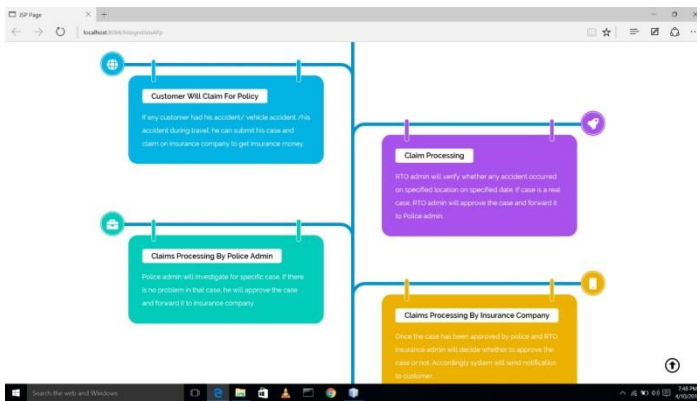 JSP Page
localhost:8084/IntegrationApp
Customer Will Claim For Policy
If any customer had his accident/ vehicle accident /his
accident during travel, he can submit his case and
claim on insurance company to get insurance money.
Claim Processing
RTO admin will verify whether any accident occurred
on specified location on specified date. If case is a real
case, RTO admin will approve the case and forward it
to Police admin.
Claims Processing By Police Admin
Police admin will investigate for specific case. If there
is no problem in that case, he will approve the case
and forward it to insurance company.
Claims Processing By Insurance Company
Once the case has been approved by police and RTO,
insurance admin will decide whether to approve the
case or not. Accordingly system will send notification
to customer.
Search the web and Windows
7:48 PM